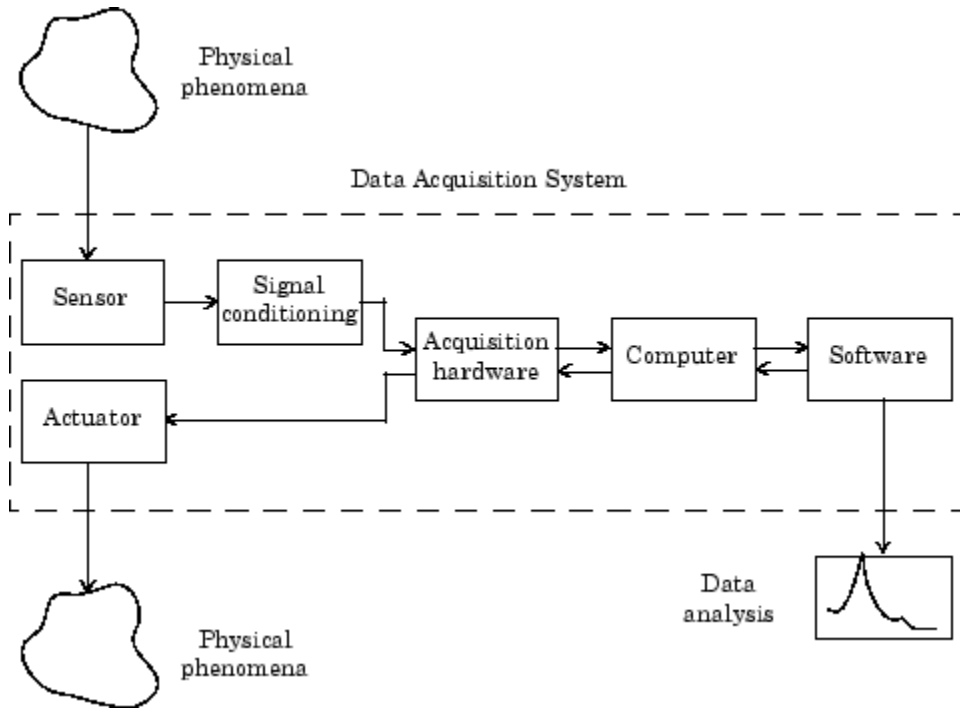 Physical
phenomena
Data Acquisition System
Sensor
Signal
conditioning
Acquisition
hardware
Computer
Software
Actuator
Data
analysis
Physical
phenomena